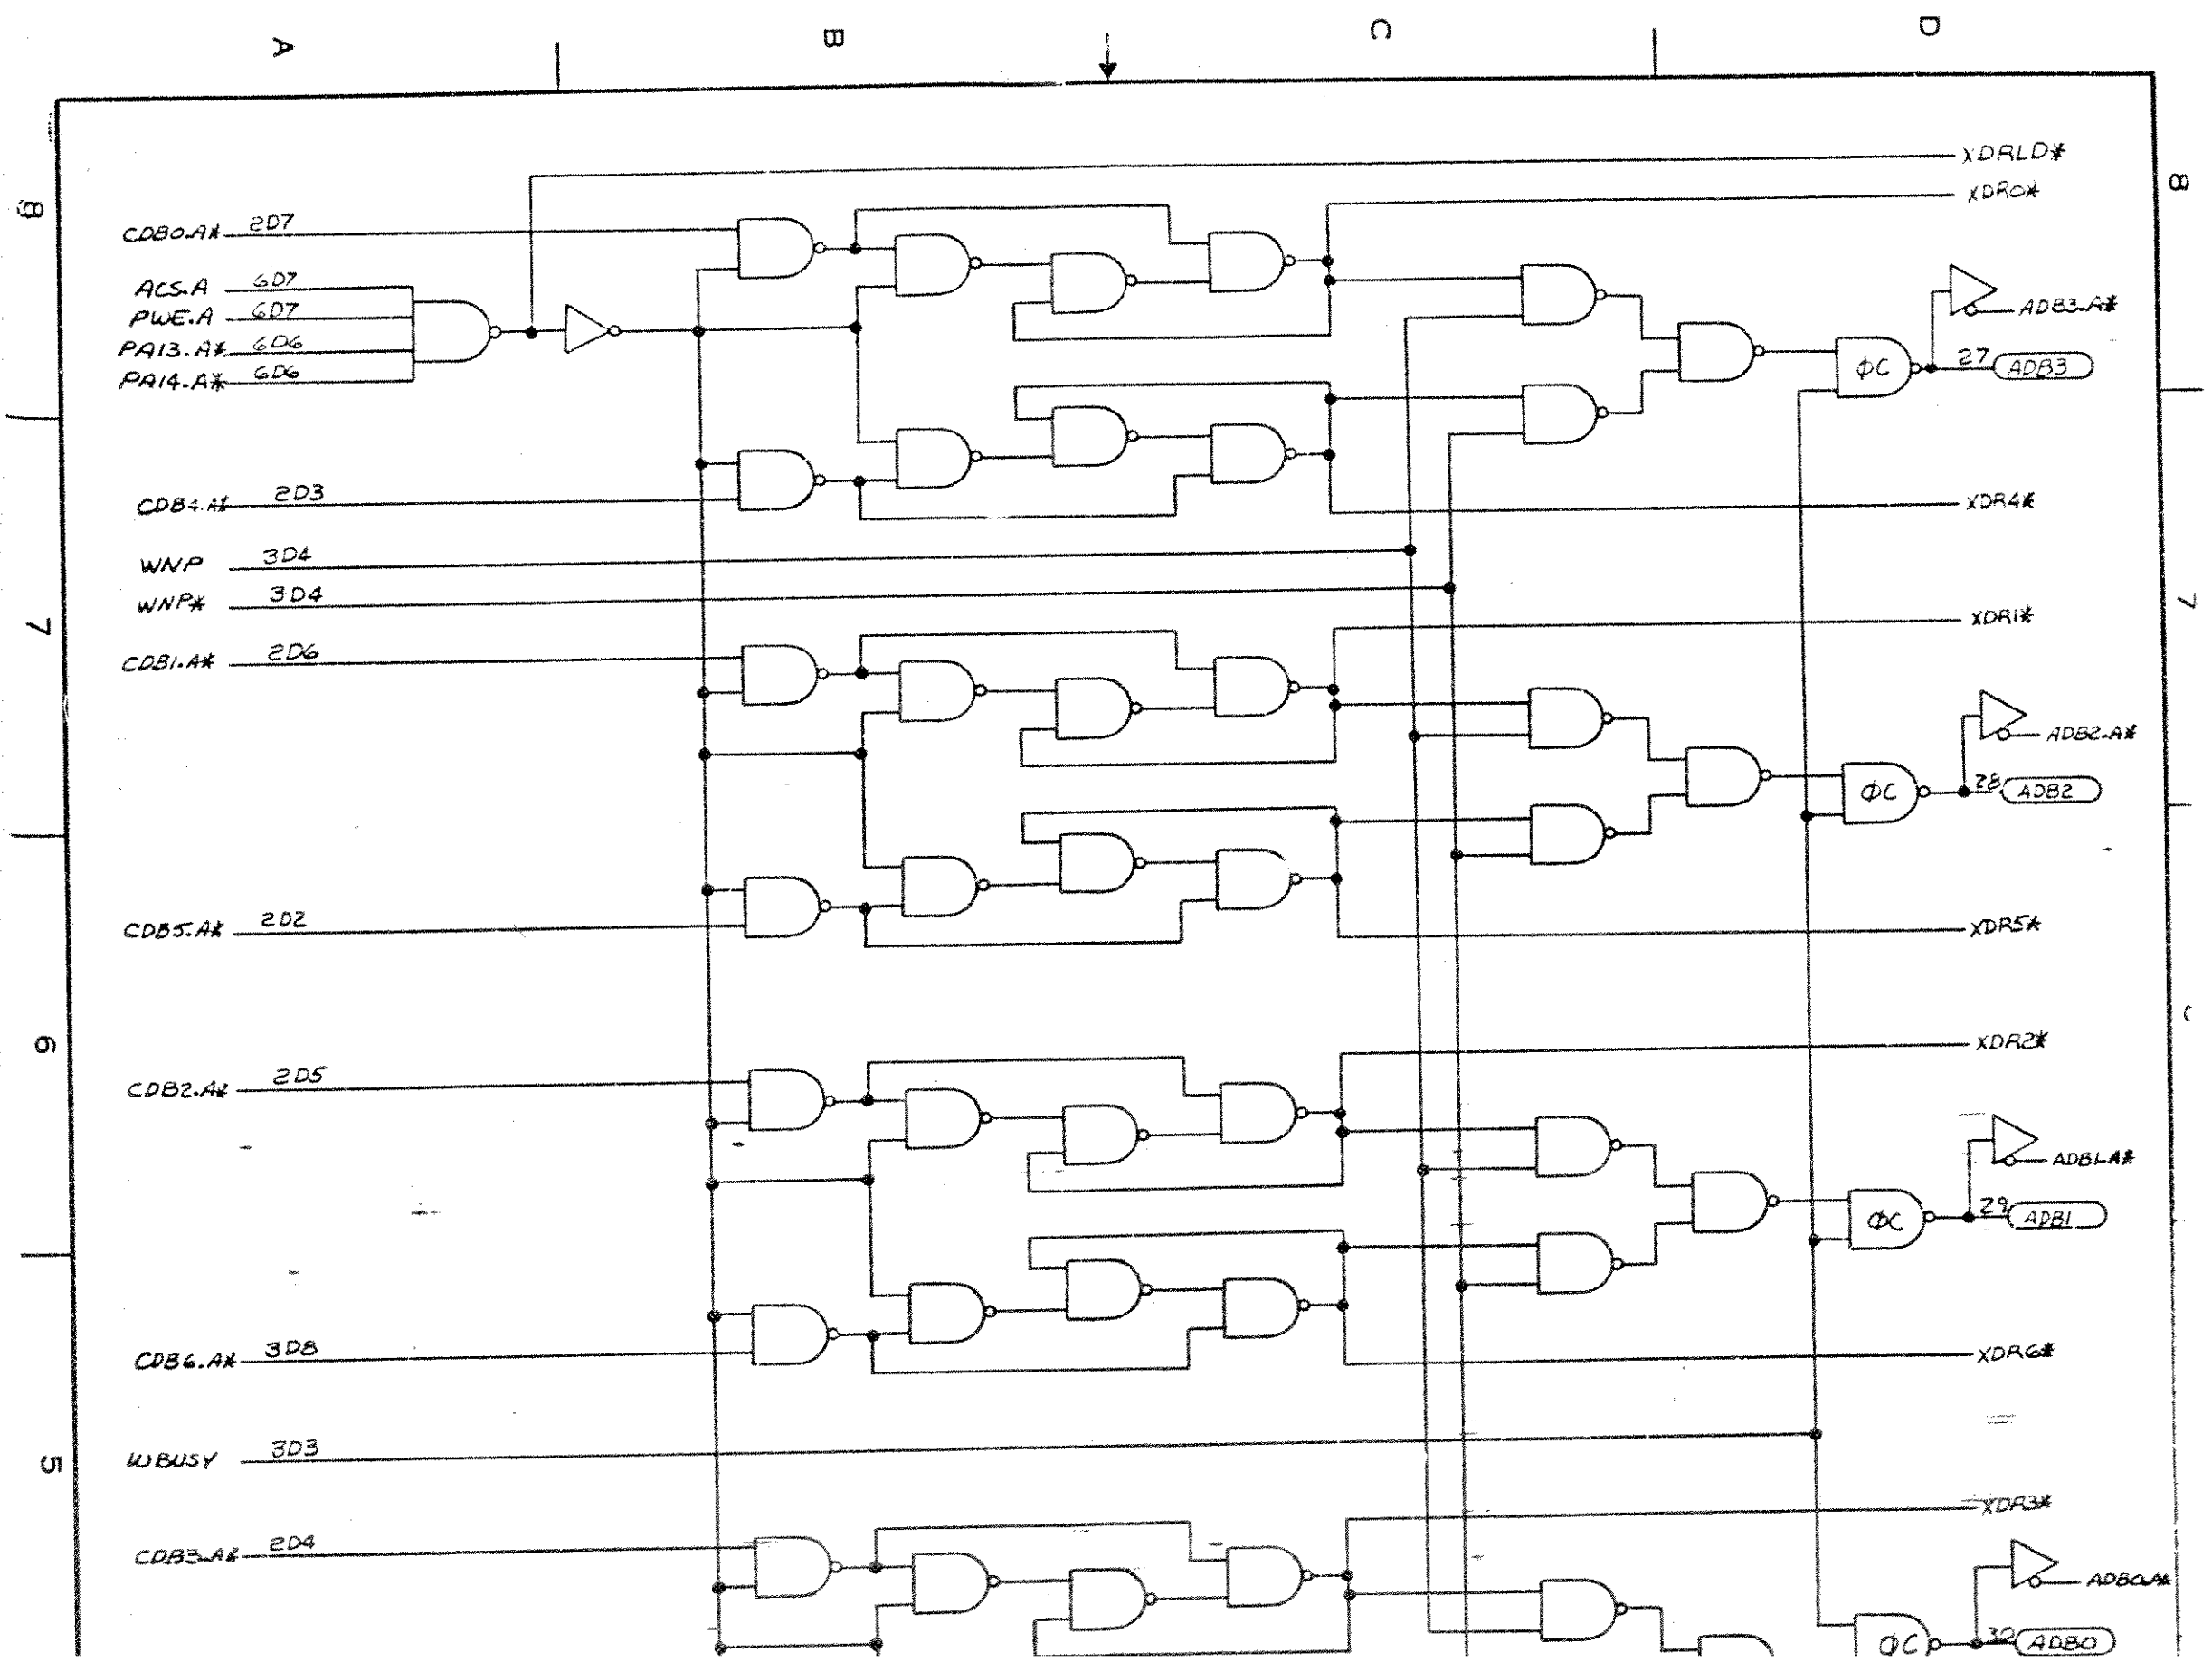 A B C D
XDRLD*
8 8
XDR0*
CDB0.A* 2D7
ACS.A 6D7
ADB3.A*
PWE.A 6D7
PA13.A* 6D6
ΦC 27 ADB3
PA14.A* 6D6
CDB4.A* 2D3
XDR4*
WNP 3D4
WNP* 3D4
7 7
XDR1*
CDB1.A* 2D6
ADB2.A*
ΦC 28 ADB2
CDB5.A* 2D2
XDR5*
6
XDR2*
CDB2.A* 2D5
ADB1.A*
ΦC 29 ADB1
CDB6.A* 3D8
XDR6*
WBUSY 3D3
5
XDR3*
CDB3.A* 2D4
ADB0.A*
ΦC 30 ADB0